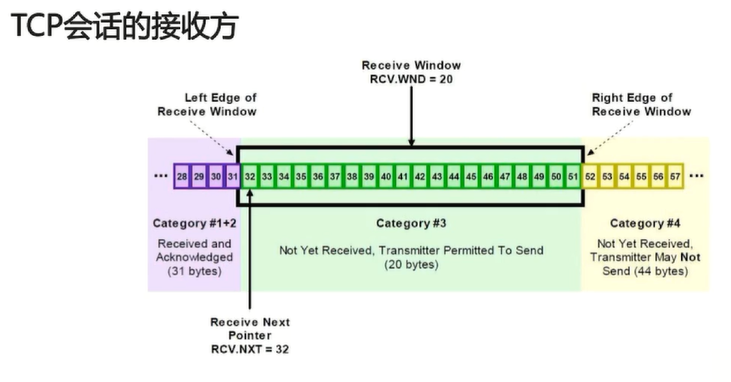 TCP会话的接收方
Receive Window
RCV.WND = 20
Left Edge of
Receive Window
Right Edge of
Receive Window
... 28 29 30 31 32 33 34 35 36 37 38 39 40 41 42 43 44 45 46 47 48 49 50 51 52 53 54 55 56 57 ...
Category #1+2
Received and
Acknowledged
(31 bytes)
Category #3
Not Yet Received, Transmitter Permitted To Send
(20 bytes)
Category #4
Not Yet Received,
Transmitter May Not
Send (44 bytes)
Receive Next
Pointer
RCV.NXT = 32